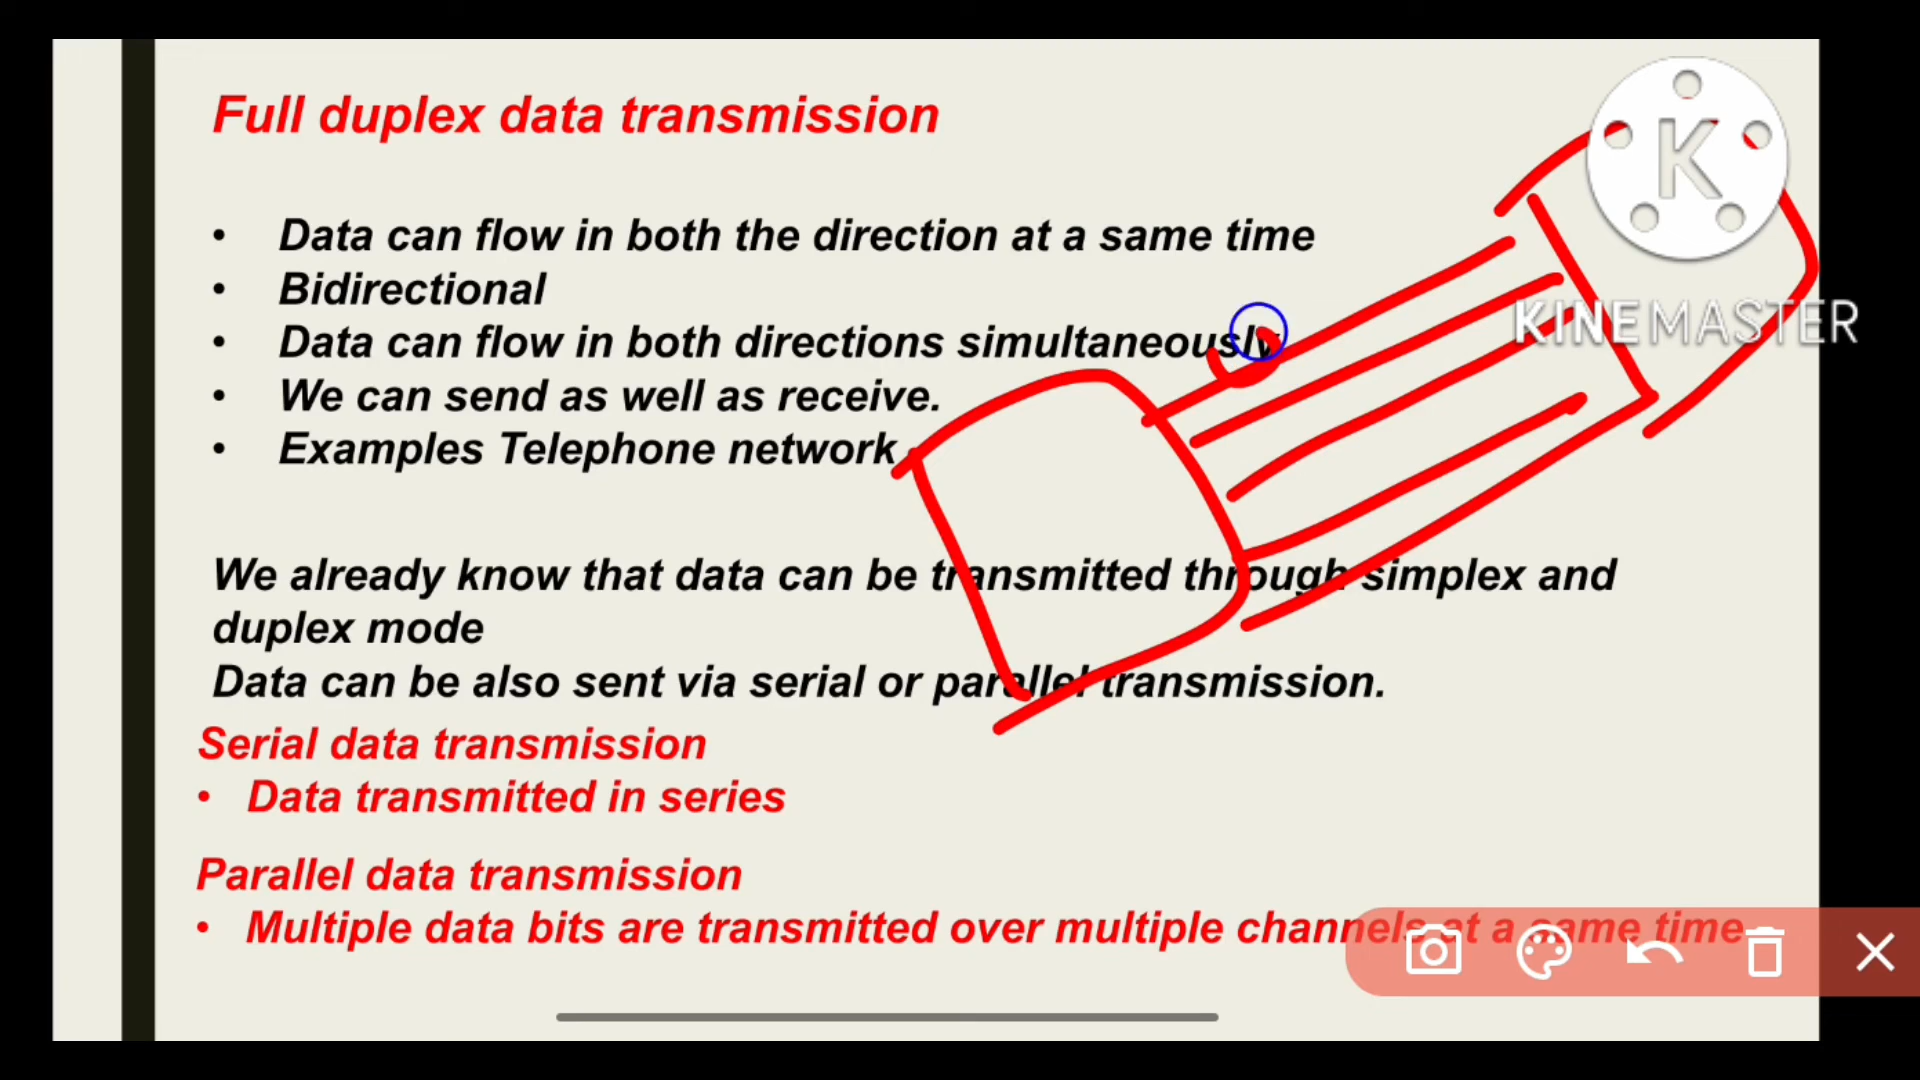 Full duplex data transmission
• Data can flow in both the direction at a same time
• Bidirectional
• Data can flow in both directions simultaneously
• We can send as well as receive.
• Examples Telephone network
We already know that data can be transmitted through simplex and
duplex mode
Data can be also sent via serial or parallel transmission.
Serial data transmission
• Data transmitted in series
Parallel data transmission
• Multiple data bits are transmitted over multiple channels at a same time
K
KINEMASTER